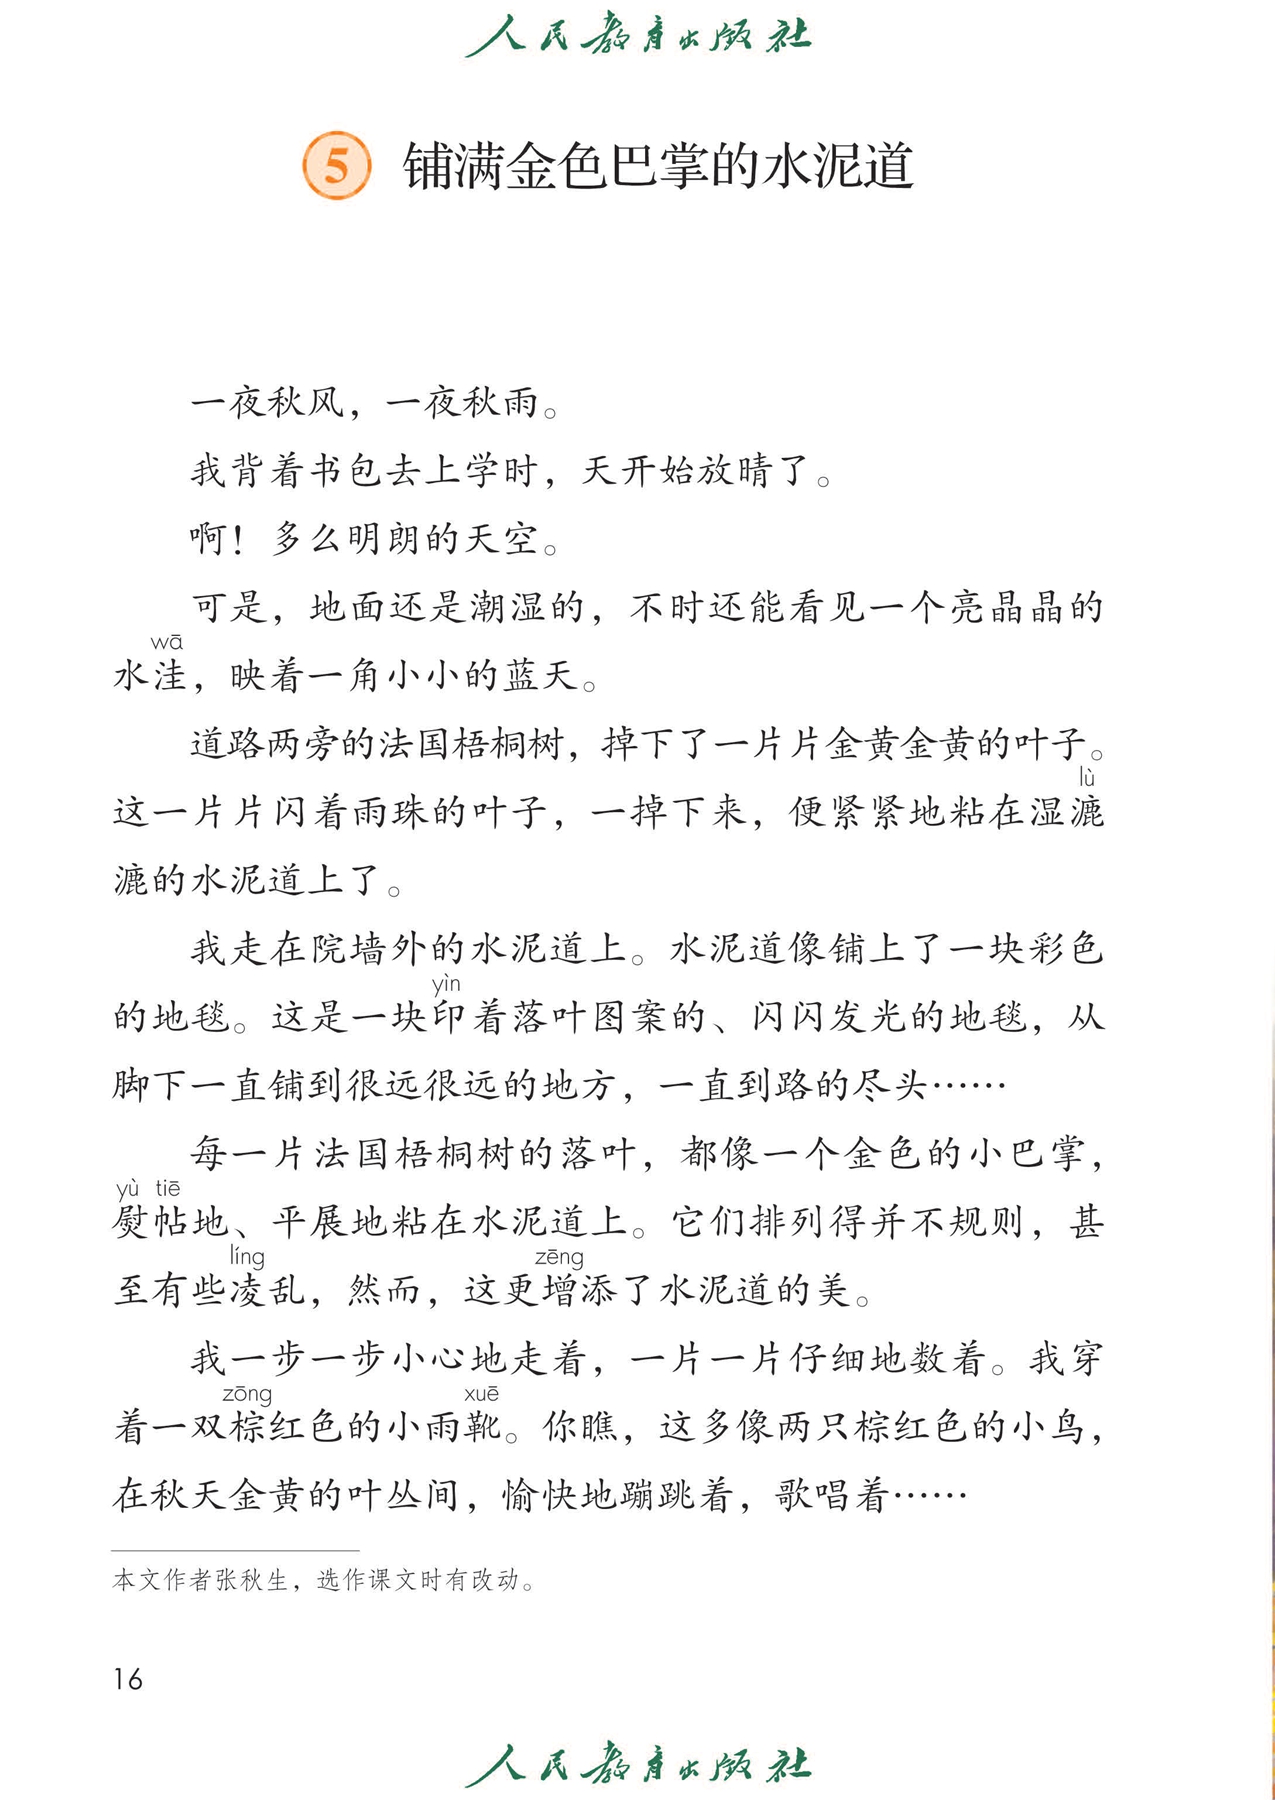 人民教育出版社
5 铺满金色巴掌的水泥道
一夜秋风，一夜秋雨。
我背着书包去上学时，天开始放晴了。
啊！多么明朗的天空。
可是，地面还是潮湿的，不时还能看见一个亮晶晶的
wā
水洼，映着一角小小的蓝天。
道路两旁的法国梧桐树，掉下了一片片金黄金黄的叶子。
lù
这一片片闪着雨珠的叶子，一掉下来，便紧紧地粘在湿漉
漉的水泥道上了。
我走在院墙外的水泥道上。水泥道像铺上了一块彩色
yìn
的地毯。这是一块印着落叶图案的、闪闪发光的地毯，从
脚下一直铺到很远很远的地方，一直到路的尽头……
每一片法国梧桐树的落叶，都像一个金色的小巴掌，
yù tiē
熨帖地、平展地粘在水泥道上。它们排列得并不规则，甚
líng zēng
至有些凌乱，然而，这更增添了水泥道的美。
我一步一步小心地走着，一片一片仔细地数着。我穿
zōng xuē
着一双棕红色的小雨靴。你瞧，这多像两只棕红色的小鸟，
在秋天金黄的叶丛间，愉快地蹦跳着，歌唱着……
本文作者张秋生，选作课文时有改动。
16
人民教育出版社